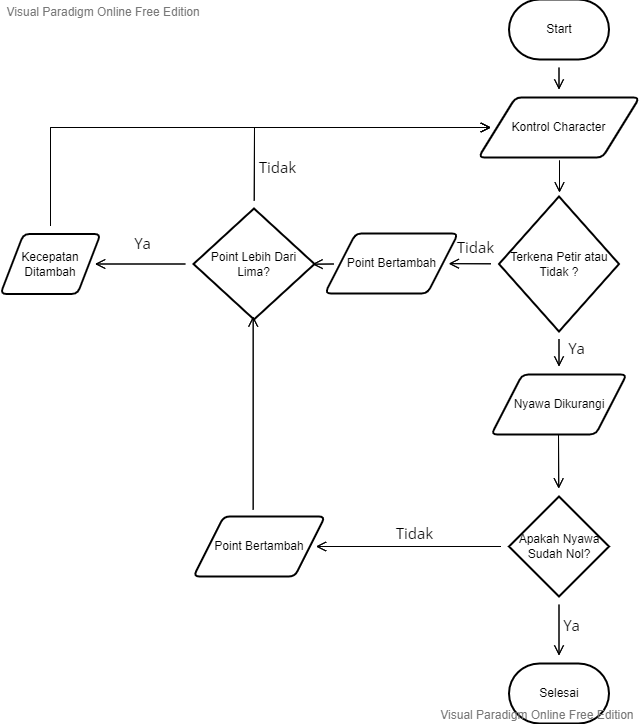 Visual Paradigm Online Free Edition
Start
Kontrol Character
Tidak
Terkena Petir atau
Tidak ?
Tidak
Point Bertambah
Point Lebih Dari
Lima?
Ya
Kecepatan
Ditambah
Ya
Nyawa Dikurangi
Apakah Nyawa
Sudah Nol?
Tidak
Point Bertambah
Ya
Selesai
Visual Paradigm Online Free Edition